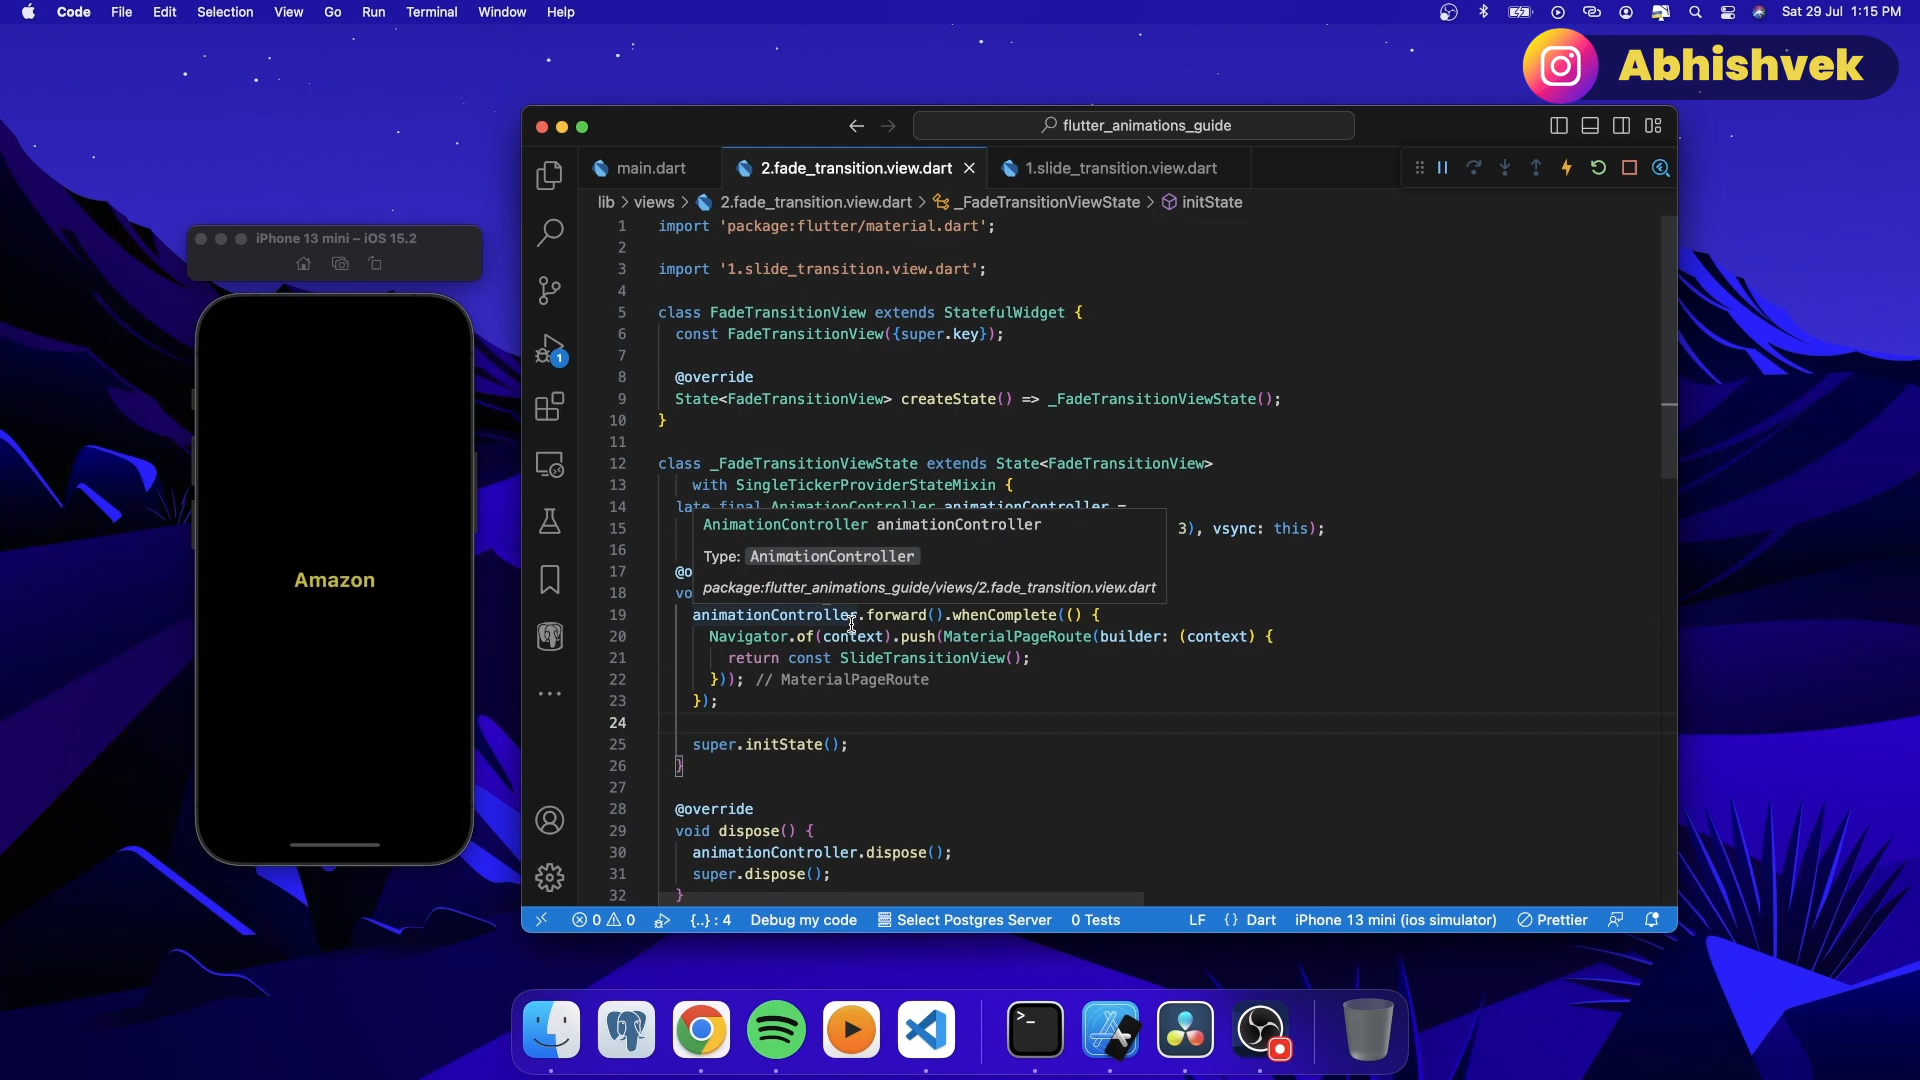 Code File Edit Selection View Go Run Terminal Window Help
Sat 29 Jul 1:15 PM
Abhishvek
flutter_animations_guide
main.dart
2.fade_transition.view.dart
1.slide_transition.view.dart
lib > views > 2.fade_transition.view.dart > _FadeTransitionViewState > initState
iPhone 13 mini – iOS 15.2
Amazon
1 import 'package:flutter/material.dart';
2
3 import '1.slide_transition.view.dart';
4
5 class FadeTransitionView extends StatefulWidget {
6 const FadeTransitionView({super.key});
7
8 @override
9 State<FadeTransitionView> createState() => _FadeTransitionViewState();
10 }
11
12 class _FadeTransitionViewState extends State<FadeTransitionView>
13 with SingleTickerProviderStateMixin {
14 late final AnimationController animationController =
AnimationController animationController
15 3), vsync: this);
16
Type: AnimationController
17 @o
package:flutter_animations_guide/views/2.fade_transition.view.dart
18 vo
19 animationController.forward().whenComplete(() {
20 Navigator.of(context).push(MaterialPageRoute(builder: (context) {
21 return const SlideTransitionView();
22 })); // MaterialPageRoute
23 });
24
25 super.initState();
26 }
27
28 @override
29 void dispose() {
30 animationController.dispose();
31 super.dispose();
32 }
1
0 0 {..} : 4 Debug my code Select Postgres Server 0 Tests LF {} Dart iPhone 13 mini (ios simulator) Prettier